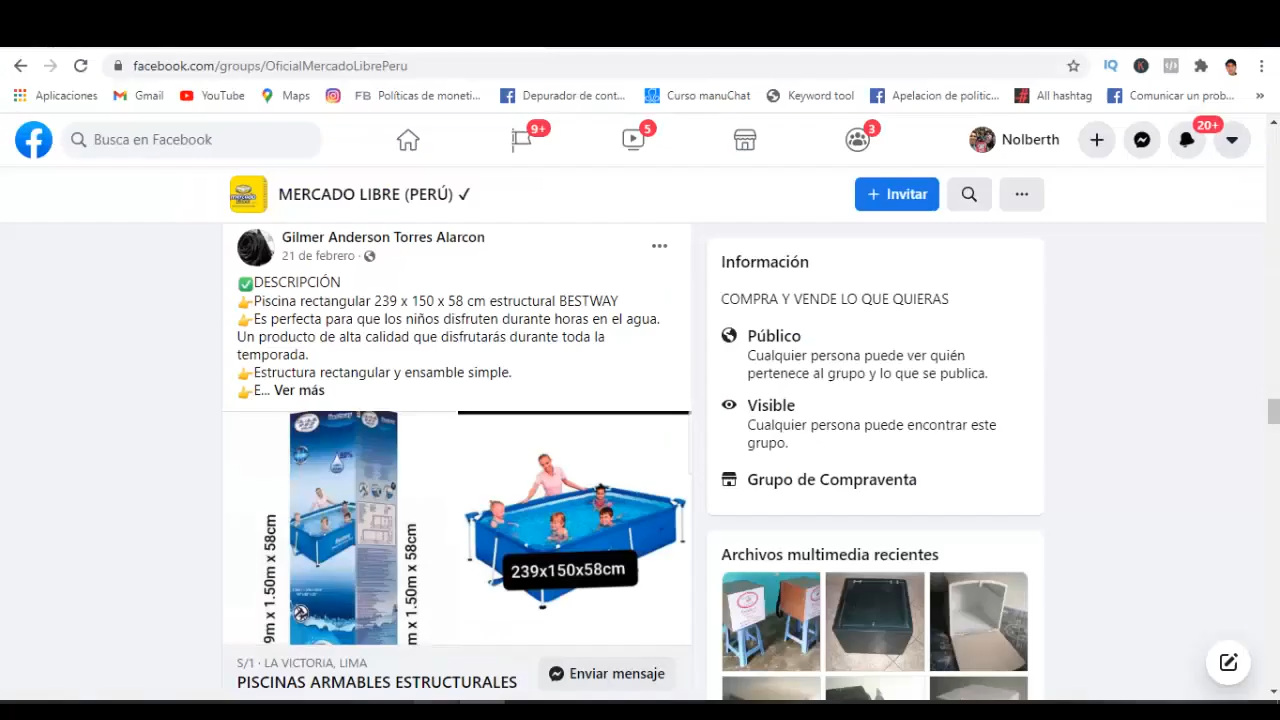 facebook.com/groups/OficialMercadoLibrePeru
IQ
Aplicaciones
Gmail
YouTube
Maps
FB Políticas de moneti...
Depurador de cont...
Curso manuChat
Keyword tool
Apelacion de politic...
All hashtag
Comunicar un prob...
»
Busca en Facebook
9+
5
3
Nolberth
20+
MERCADO LIBRE (PERÚ) ✓
+ Invitar
Gilmer Anderson Torres Alarcon
21 de febrero ·
✅DESCRIPCIÓN
👉Piscina rectangular 239 x 150 x 58 cm estructural BESTWAY
👉Es perfecta para que los niños disfruten durante horas en el agua.
Un producto de alta calidad que disfrutarás durante toda la
temporada.
👉Estructura rectangular y ensamble simple.
👉E... Ver más
9m x 1.50m x 58cm
m x 1.50m x 58cm
239x150x58cm
S/1 · LA VICTORIA, LIMA
PISCINAS ARMABLES ESTRUCTURALES
Enviar mensaje
Información
COMPRA Y VENDE LO QUE QUIERAS
Público
Cualquier persona puede ver quién
pertenece al grupo y lo que se publica.
Visible
Cualquier persona puede encontrar este
grupo.
Grupo de Compraventa
Archivos multimedia recientes